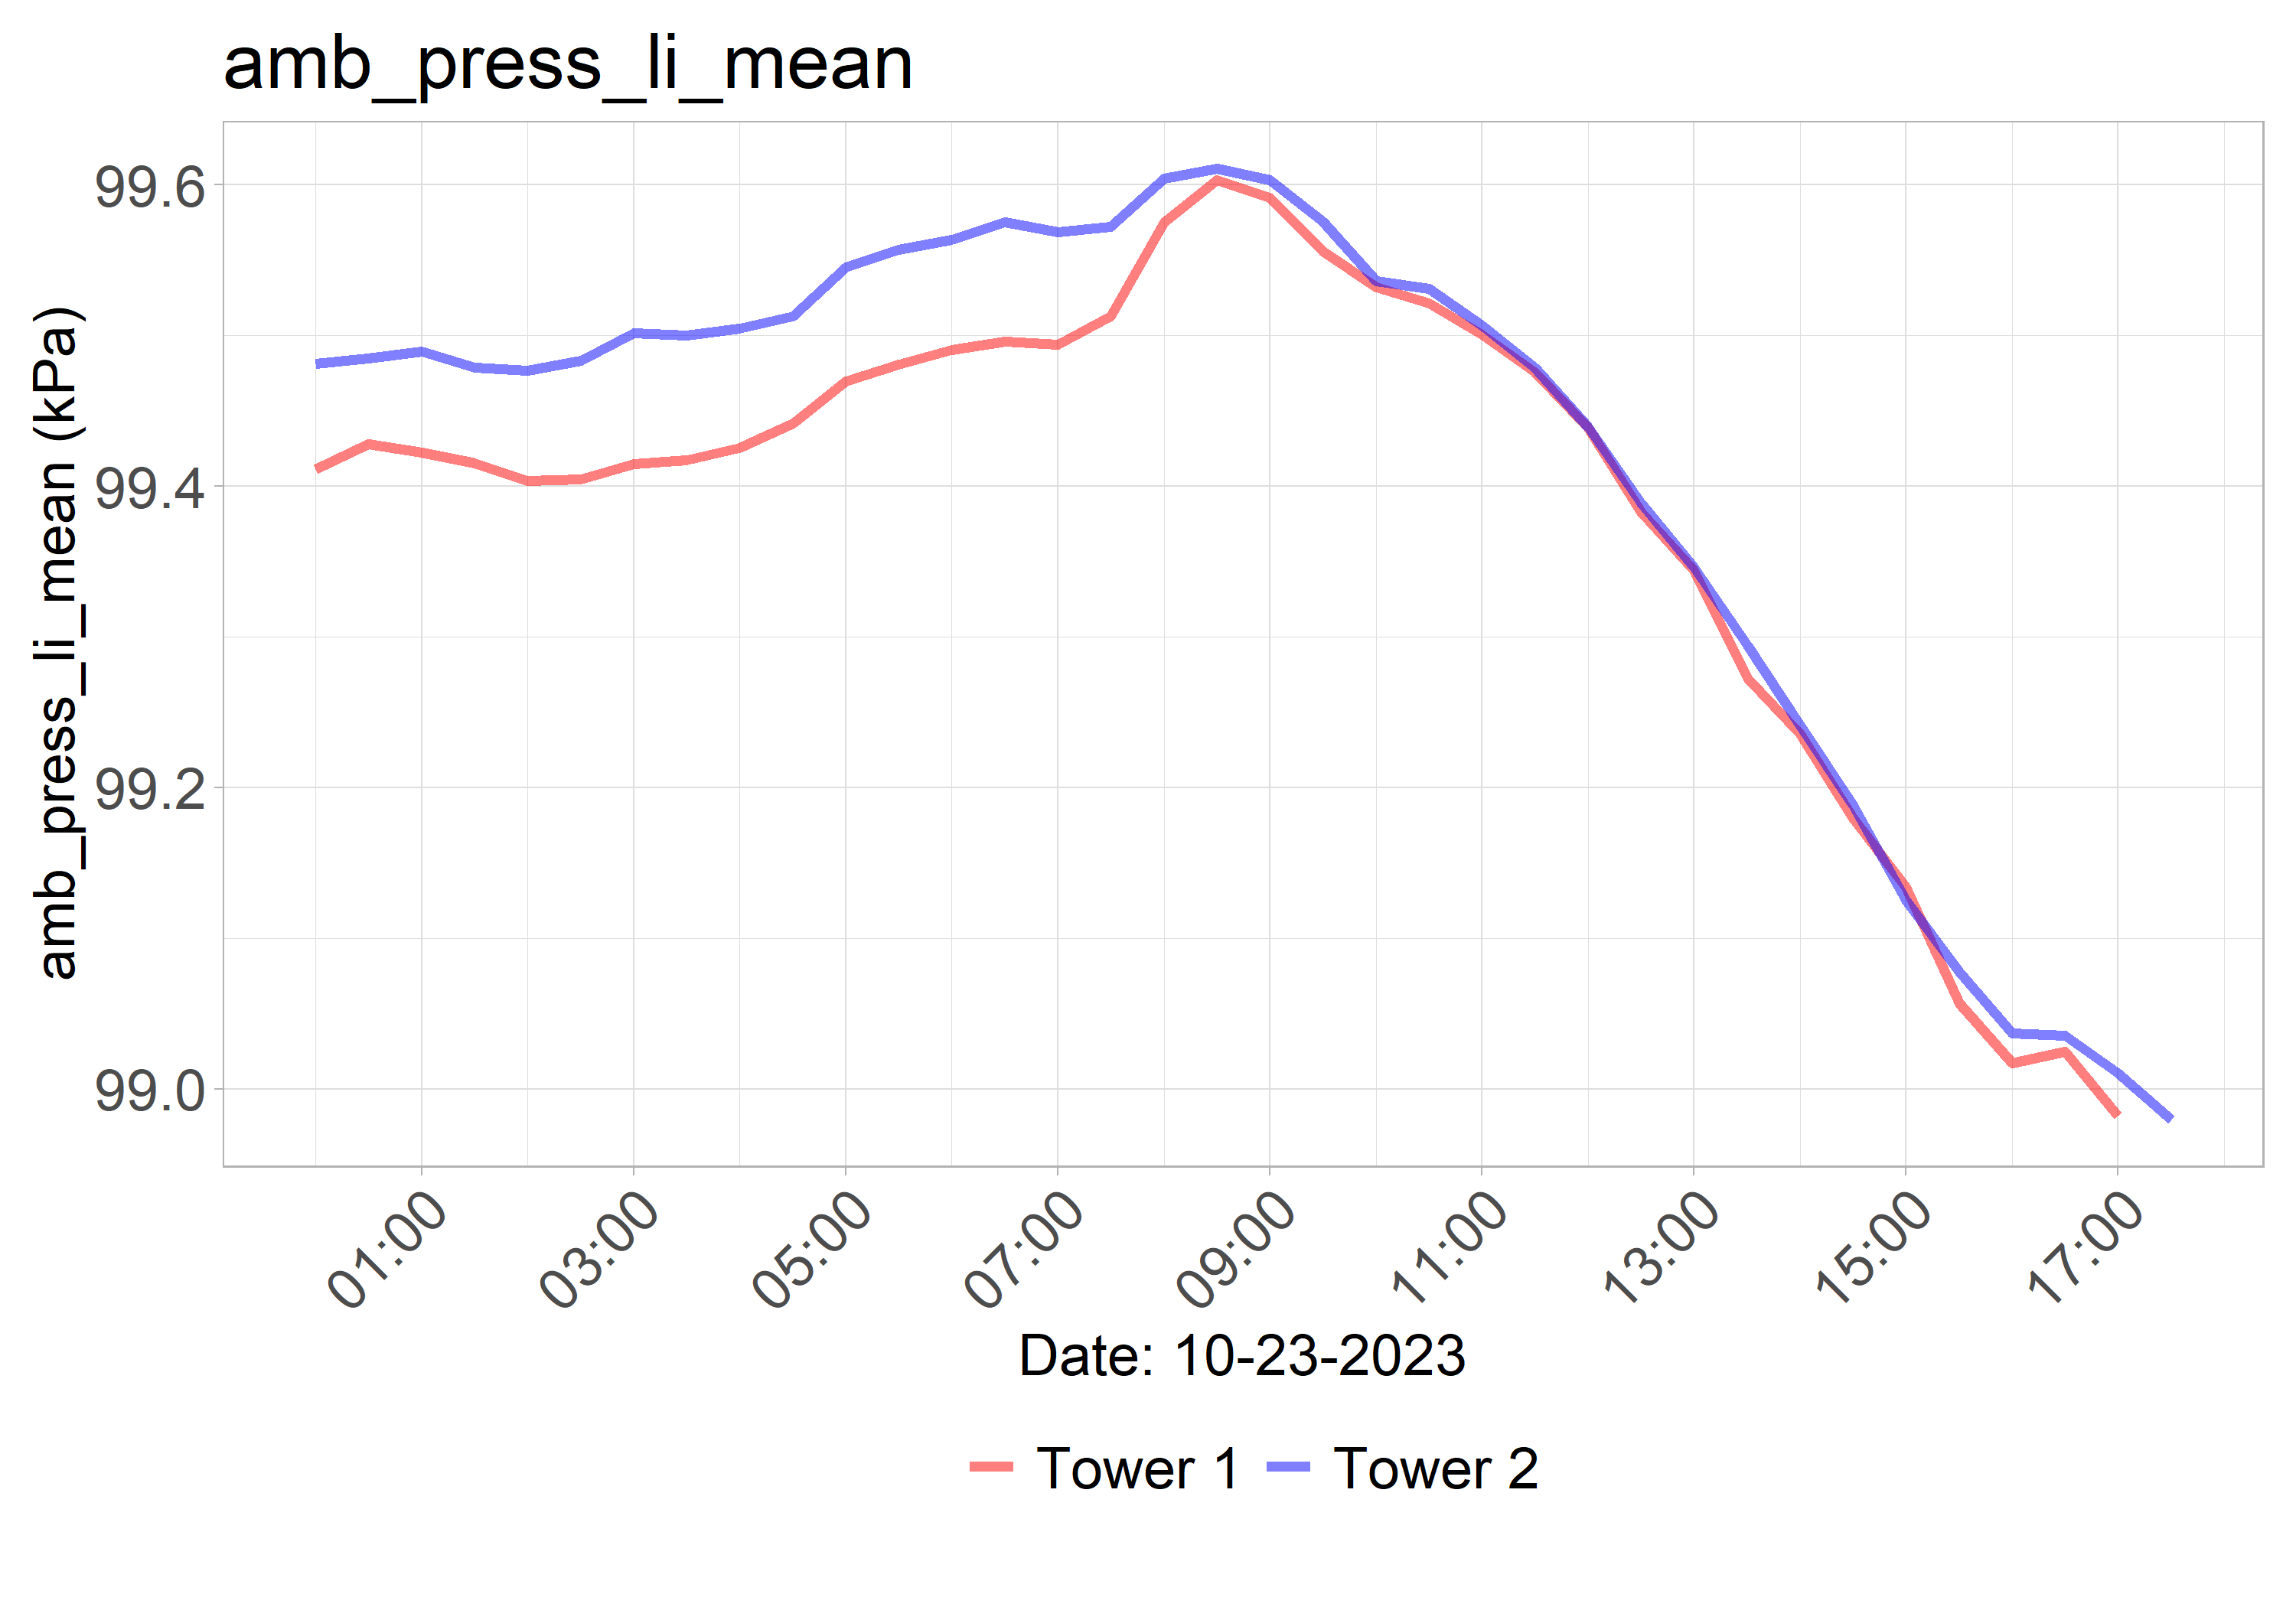 amb_press_li_mean
amb_press_li_mean (kPa)
99.6
99.4
99.2
99.0
01:00
03:00
05:00
07:00
09:00
11:00
13:00
15:00
17:00
Date: 10-23-2023
Tower 1
Tower 2